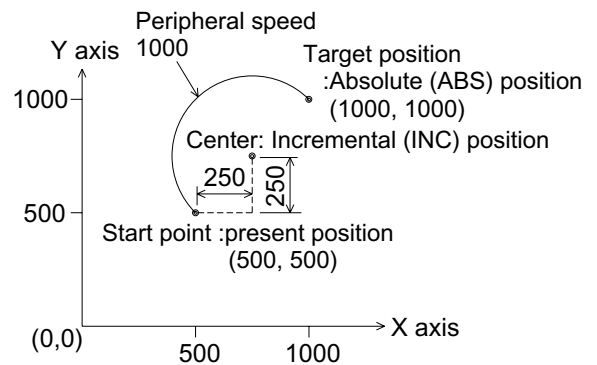 Peripheral speed
1000
Y axis
Target position
:Absolute (ABS) position
(1000, 1000)
1000
Center: Incremental (INC) position
250
250
500
Start point :present position
(500, 500)
(0,0)
X axis
500
1000